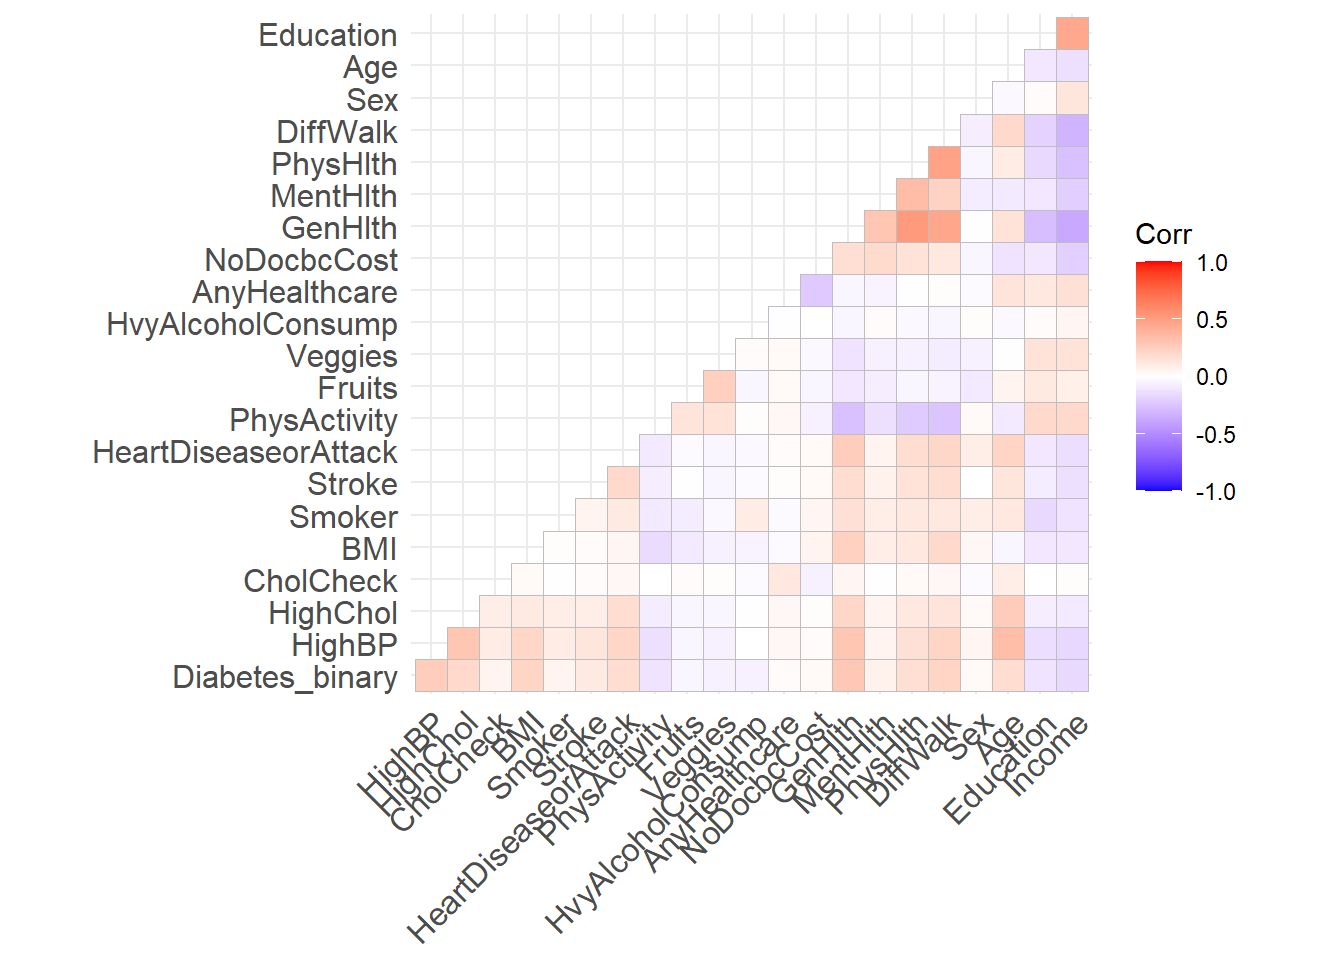 Education
Age
Sex
DiffWalk
PhysHlth
MentHlth
GenHlth
NoDocbcCost
AnyHealthcare
HvyAlcoholConsump
Veggies
Fruits
PhysActivity
HeartDiseaseorAttack
Stroke
Smoker
BMI
CholCheck
HighChol
HighBP
Diabetes_binary
HighBP
HighChol
CholCheck
BMI
Smoker
Stroke
HeartDiseaseorAttack
PhysActivity
Fruits
Veggies
HvyAlcoholConsump
AnyHealthcare
NoDocbcCost
GenHlth
MentHlth
PhysHlth
DiffWalk
Sex
Age
Education
Income
Corr
1.0
0.5
0.0
-0.5
-1.0